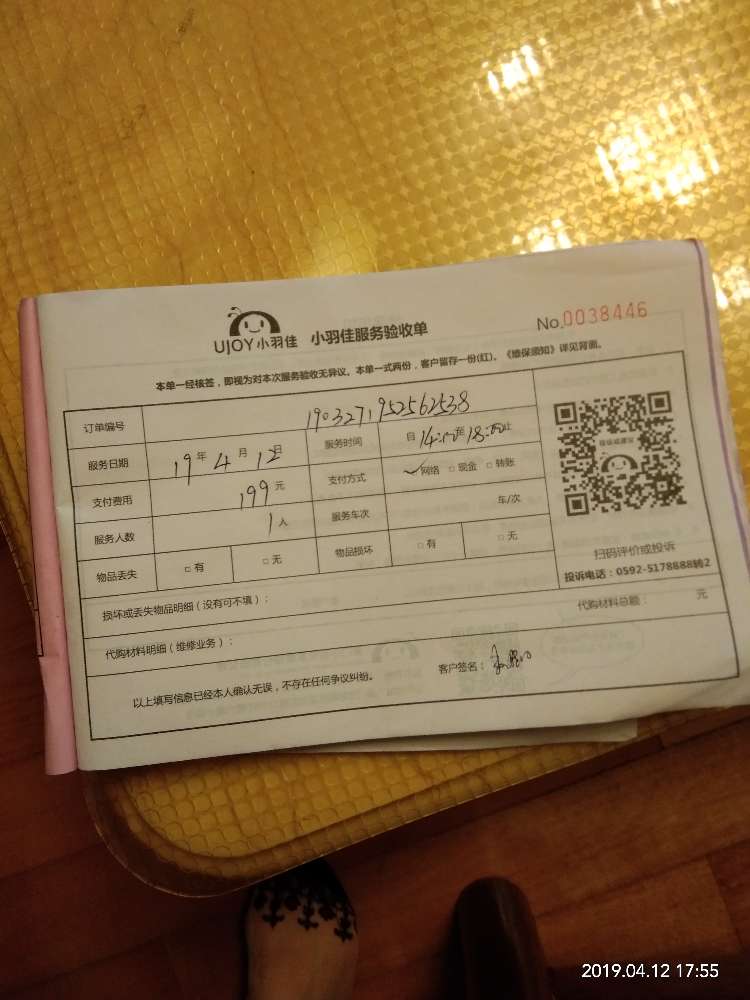 UJOY小羽佳 小羽佳服务验收单 No.0038446
本单一经核签，即视为对本次服务验收无异议。本单一式两份，客户留存一份(红)。《维保须知》详见背面。
订单编号 1903271952562538
服务日期 19年4月12日 服务时间 自14:00至18:00止
支付费用 199元 支付方式 ✓网络 □现金 □转账
服务人数 1人 服务车次 车/次
物品丢失 □有 □无 物品损坏 □有 □无
扫码评价或投诉
投诉电话：0592-5178888转2
损坏或丢失物品明细（没有可不填）：
代购材料明细（维修业务）： 代购材料总额： 元
以上填写信息已经本人确认无误，不存在任何争议纠纷。 客户签名：
2019.04.12 17:55